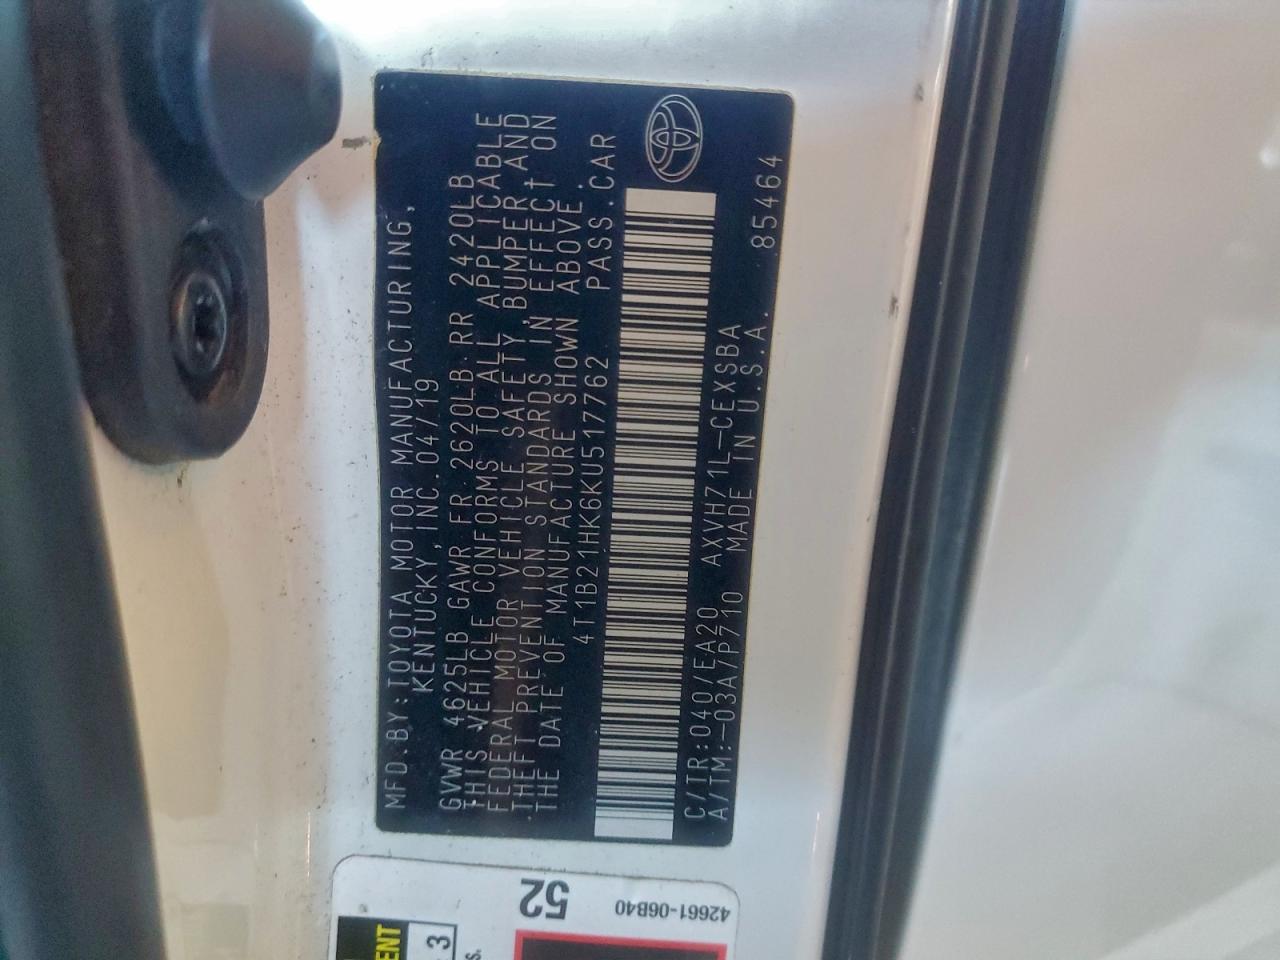 MFD.BY:TOYOTA MOTOR MANUFACTURING,
KENTUCKY,INC.04/19
GVWR 4625LB GAWR FR.2620LB.RR 2420LB
THIS VEHICLE CONFORMS TO ALL APPLICABLE
FEDERAL MOTOR VEHICLE SAFETY,BUMPER,AND
THEFT PREVENTION STANDARDS IN EFFECT ON
THE DATE OF MANUFACTURE SHOWN ABOVE.
4T1B21HK6KU517762 PASS.CAR
C/TR:040/EA20 AXVH71L-CEXSBA
A/TM:-03A/P710 MADE IN U.S.A. 85464
52
42661-06B40
ENT
3
s.